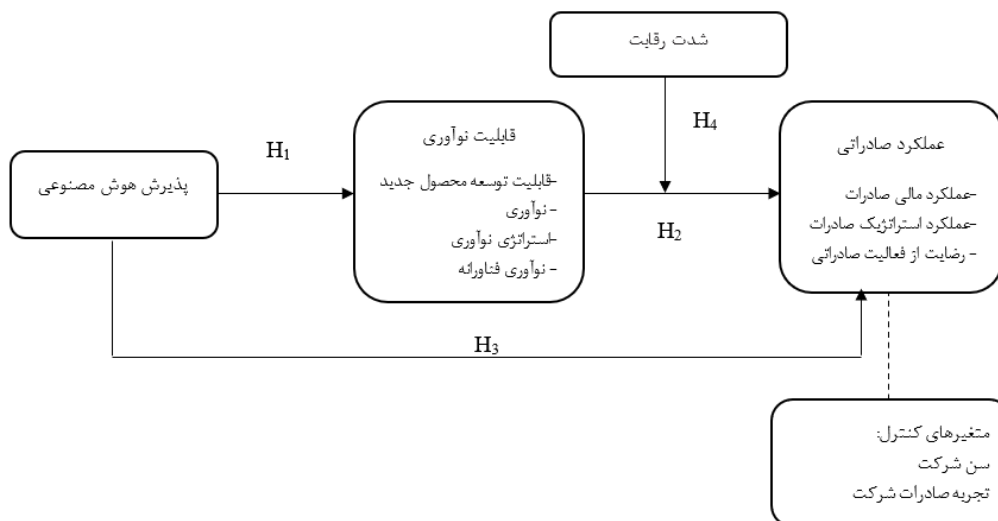 شدت رقابت
H4
قابلیت نوآوری
-قابلیت توسعه محصول جدید
- نوآوری
-استراتژی نوآوری
- نوآوری فناورانه
عملکرد صادراتی
-عملکرد مالی صادرات
-عملکرد استراتژیک صادرات
- رضایت از فعالیت صادراتی
H1
پذیرش هوش مصنوعی
H2
H3
متغیرهای کنترل:
سن شرکت
تجربه صادرات شرکت